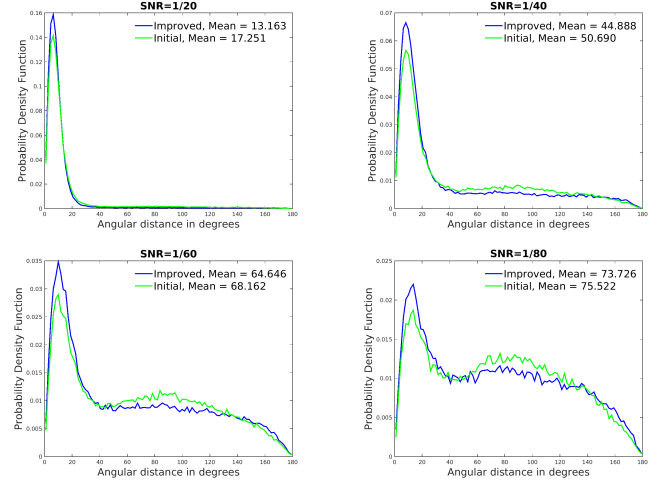 SNR=1/20
Improved, Mean = 13.163
Initial, Mean = 17.251
Probability Density Function
0.16
0.14
0.12
0.1
0.08
0.06
0.04
0.02
0
0 20 40 60 80 100 120 140 160 180
Angular distance in degrees
SNR=1/40
Improved, Mean = 44.888
Initial, Mean = 50.690
Probability Density Function
0.07
0.06
0.05
0.04
0.03
0.02
0.01
0
0 20 40 60 80 100 120 140 160 180
Angular distance in degrees
SNR=1/60
Improved, Mean = 64.646
Initial, Mean = 68.162
Probability Density Function
0.035
0.03
0.025
0.02
0.015
0.01
0.005
0
0 20 40 60 80 100 120 140 160 180
Angular distance in degrees
SNR=1/80
Improved, Mean = 73.726
Initial, Mean = 75.522
Probability Density Function
0.025
0.02
0.015
0.01
0.005
0
0 20 40 60 80 100 120 140 160 180
Angular distance in degrees